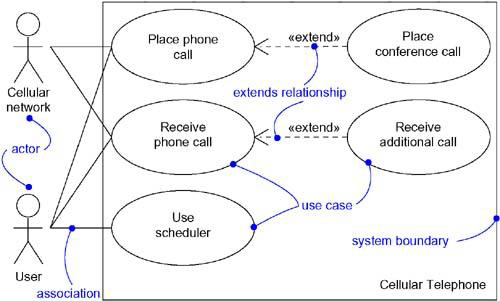 Place phone
call
«extend»
Place
conference call
Cellular
network
extends relationship
actor
Receive
phone call
«extend»
Receive
additional call
use case
Use
scheduler
system boundary
User
association
Cellular Telephone